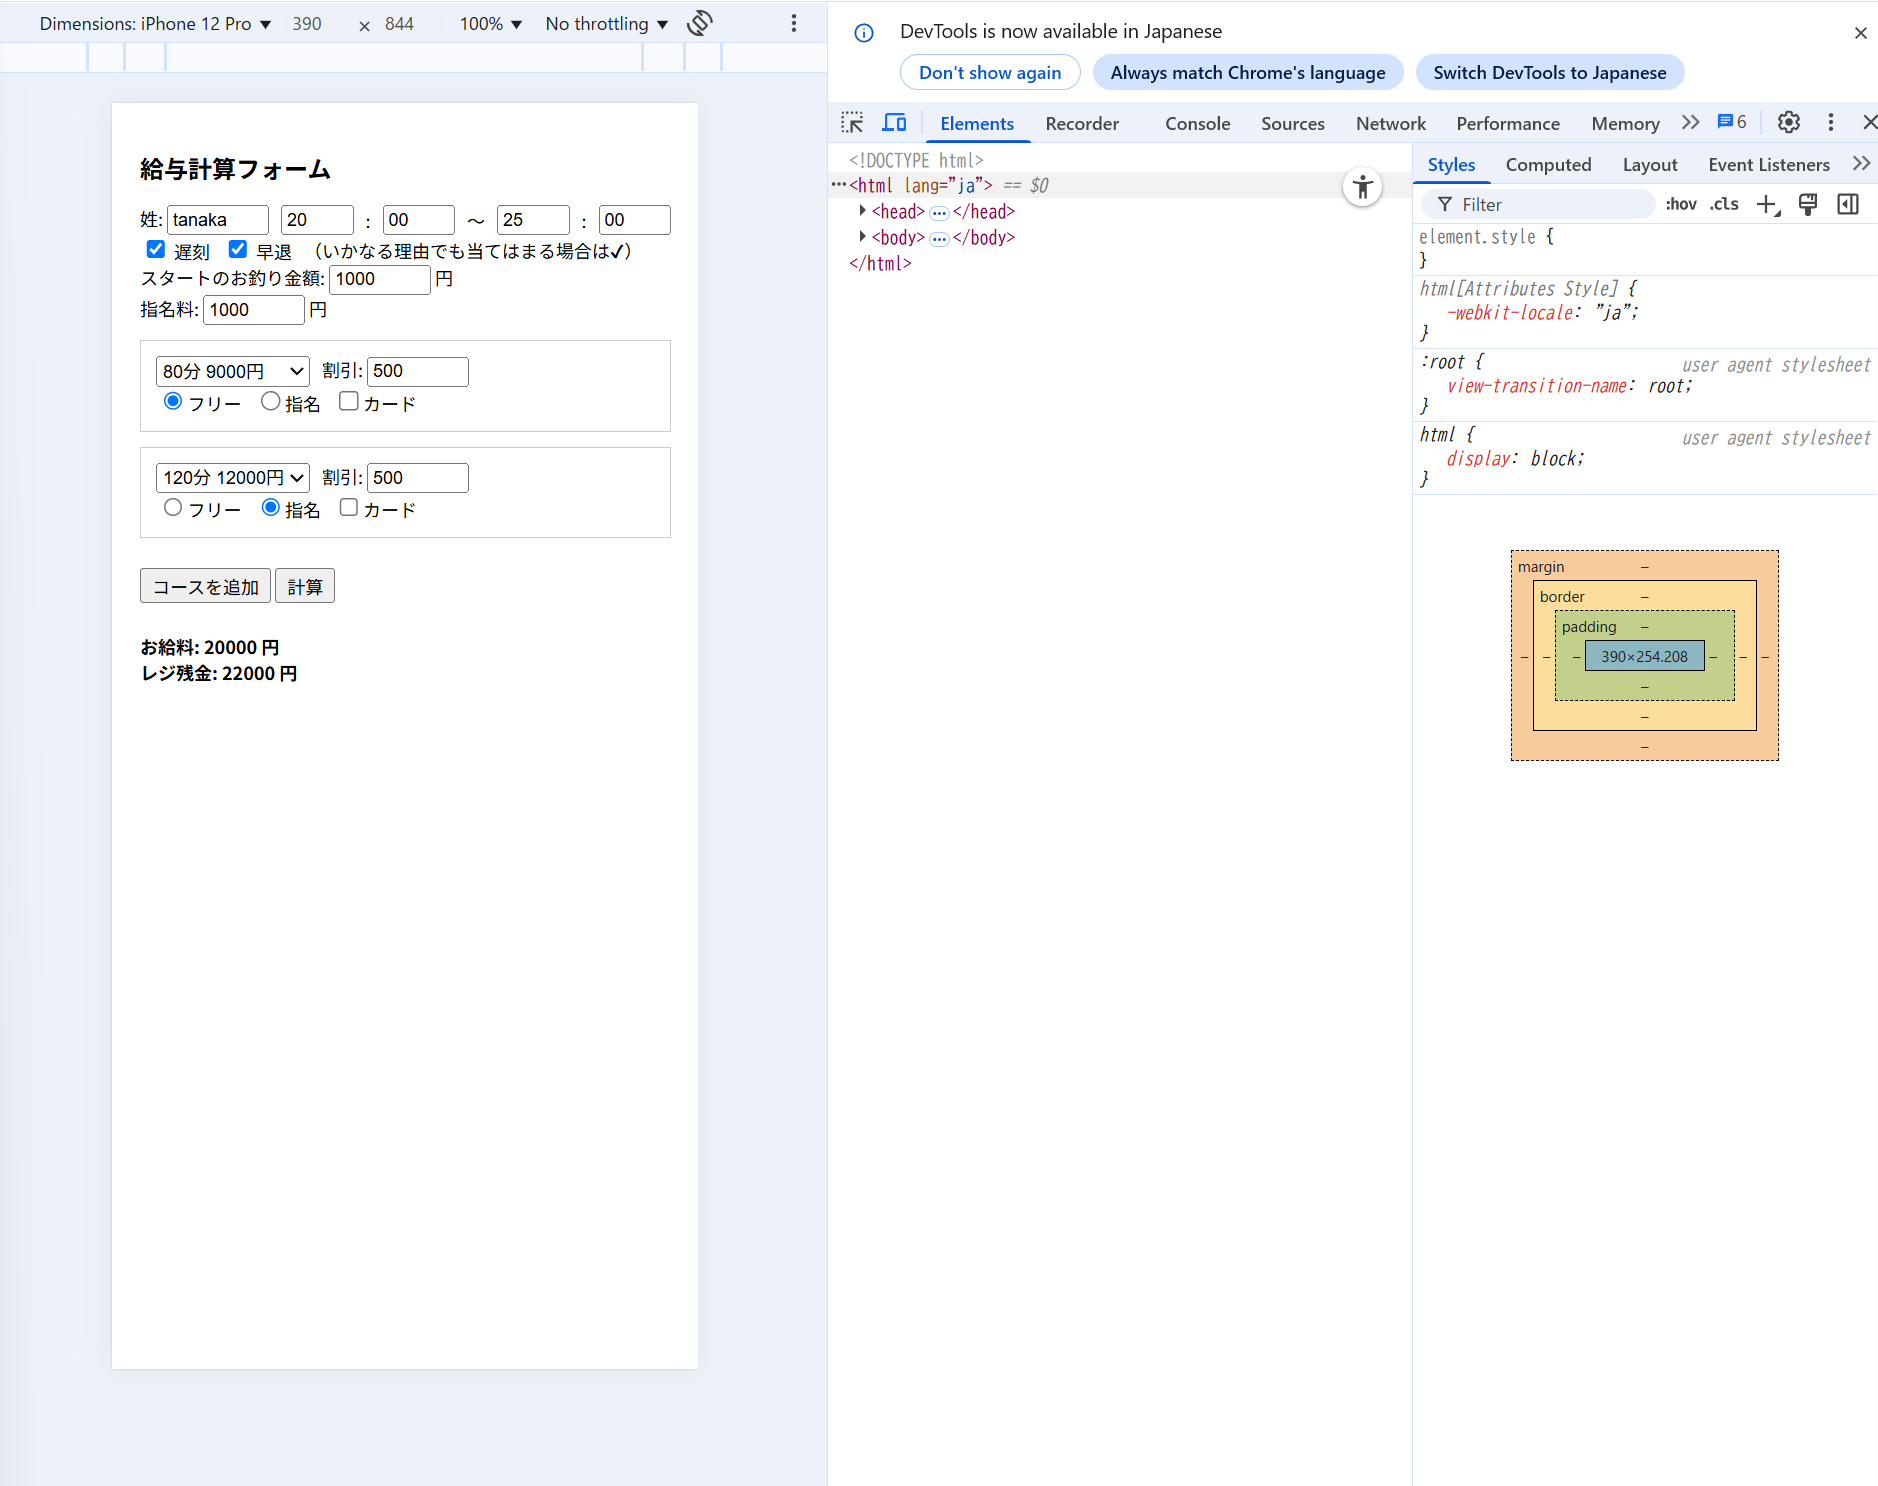 Dimensions: iPhone 12 Pro ▼ 390 × 844 100% ▼ No throttling ▼
給与計算フォーム
姓: tanaka 20 : 00 ～ 25 : 00
遅刻 早退 （いかなる理由でも当てはまる場合は✓）
スタートのお釣り金額: 1000 円
指名料: 1000 円
80分 9000円 割引: 500
フリー 指名 カード
120分 12000円 割引: 500
フリー 指名 カード
コースを追加 計算
お給料: 20000 円
レジ残金: 22000 円
DevTools is now available in Japanese
Don't show again Always match Chrome's language Switch DevTools to Japanese
Elements Recorder Console Sources Network Performance Memory 6
<!DOCTYPE html>
<html lang="ja"> == $0
<head> … </head>
<body> … </body>
</html>
Styles Computed Layout Event Listeners
Filter :hov .cls
element.style {
}
html[Attributes Style] {
-webkit-locale: "ja";
}
:root { user agent stylesheet
view-transition-name: root;
}
html { user agent stylesheet
display: block;
}
margin –
border –
padding –
– – – 390×254.208 – – –
–
–
–